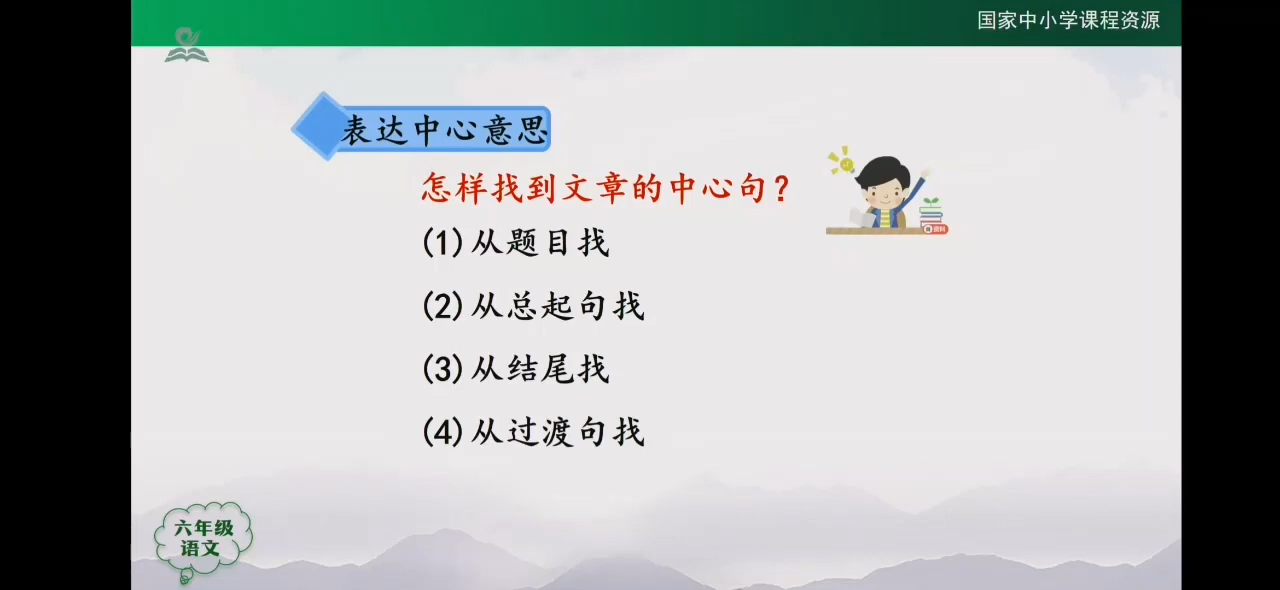 国家中小学课程资源
表达中心意思
怎样找到文章的中心句？
(1)从题目找
(2)从总起句找
(3)从结尾找
(4)从过渡句找
六年级
语文